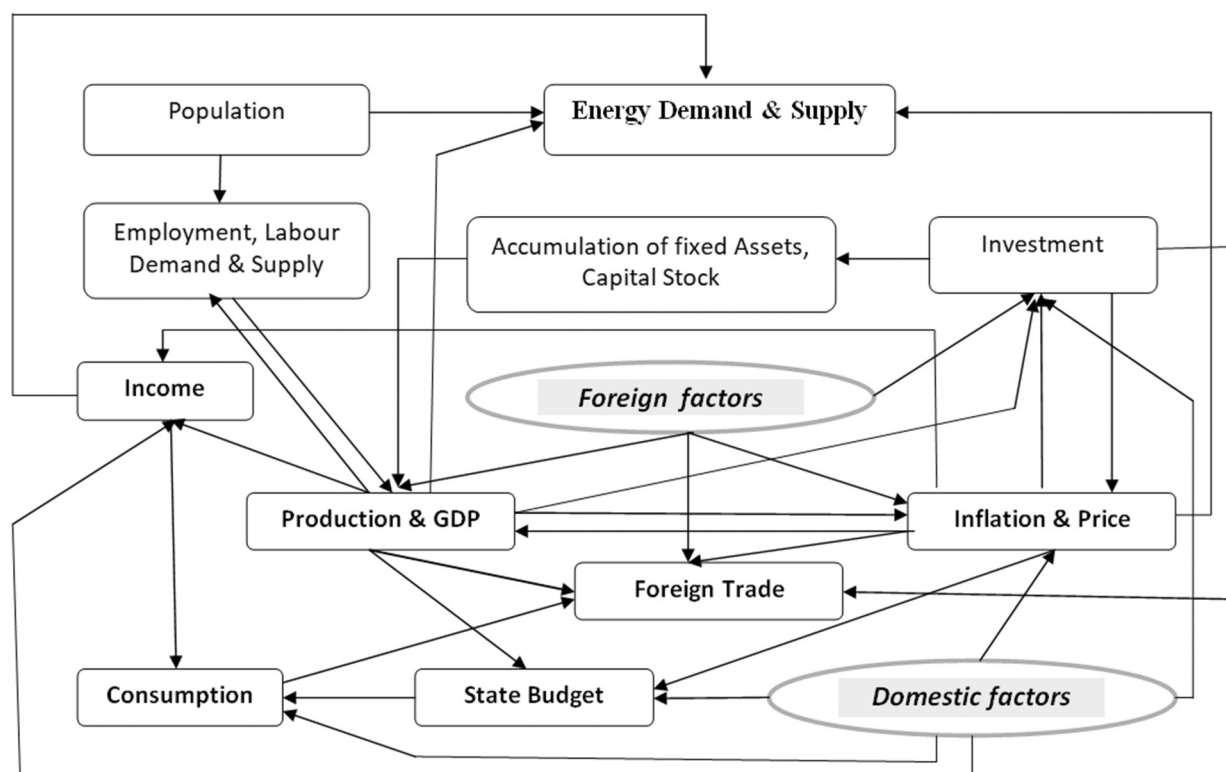 Population
Energy Demand & Supply
Employment, Labour
Demand & Supply
Accumulation of fixed Assets,
Capital Stock
Investment
Income
Foreign factors
Production & GDP
Inflation & Price
Foreign Trade
Consumption
State Budget
Domestic factors